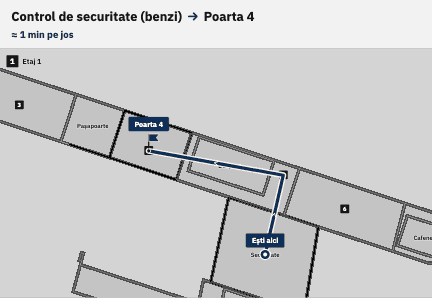 Control de securitate (benzi) → Poarta 4
≈ 1 min pe jos
1 Etaj 1
3
Pașapoarte
Poarta 4
6
Cafene
Ești aici